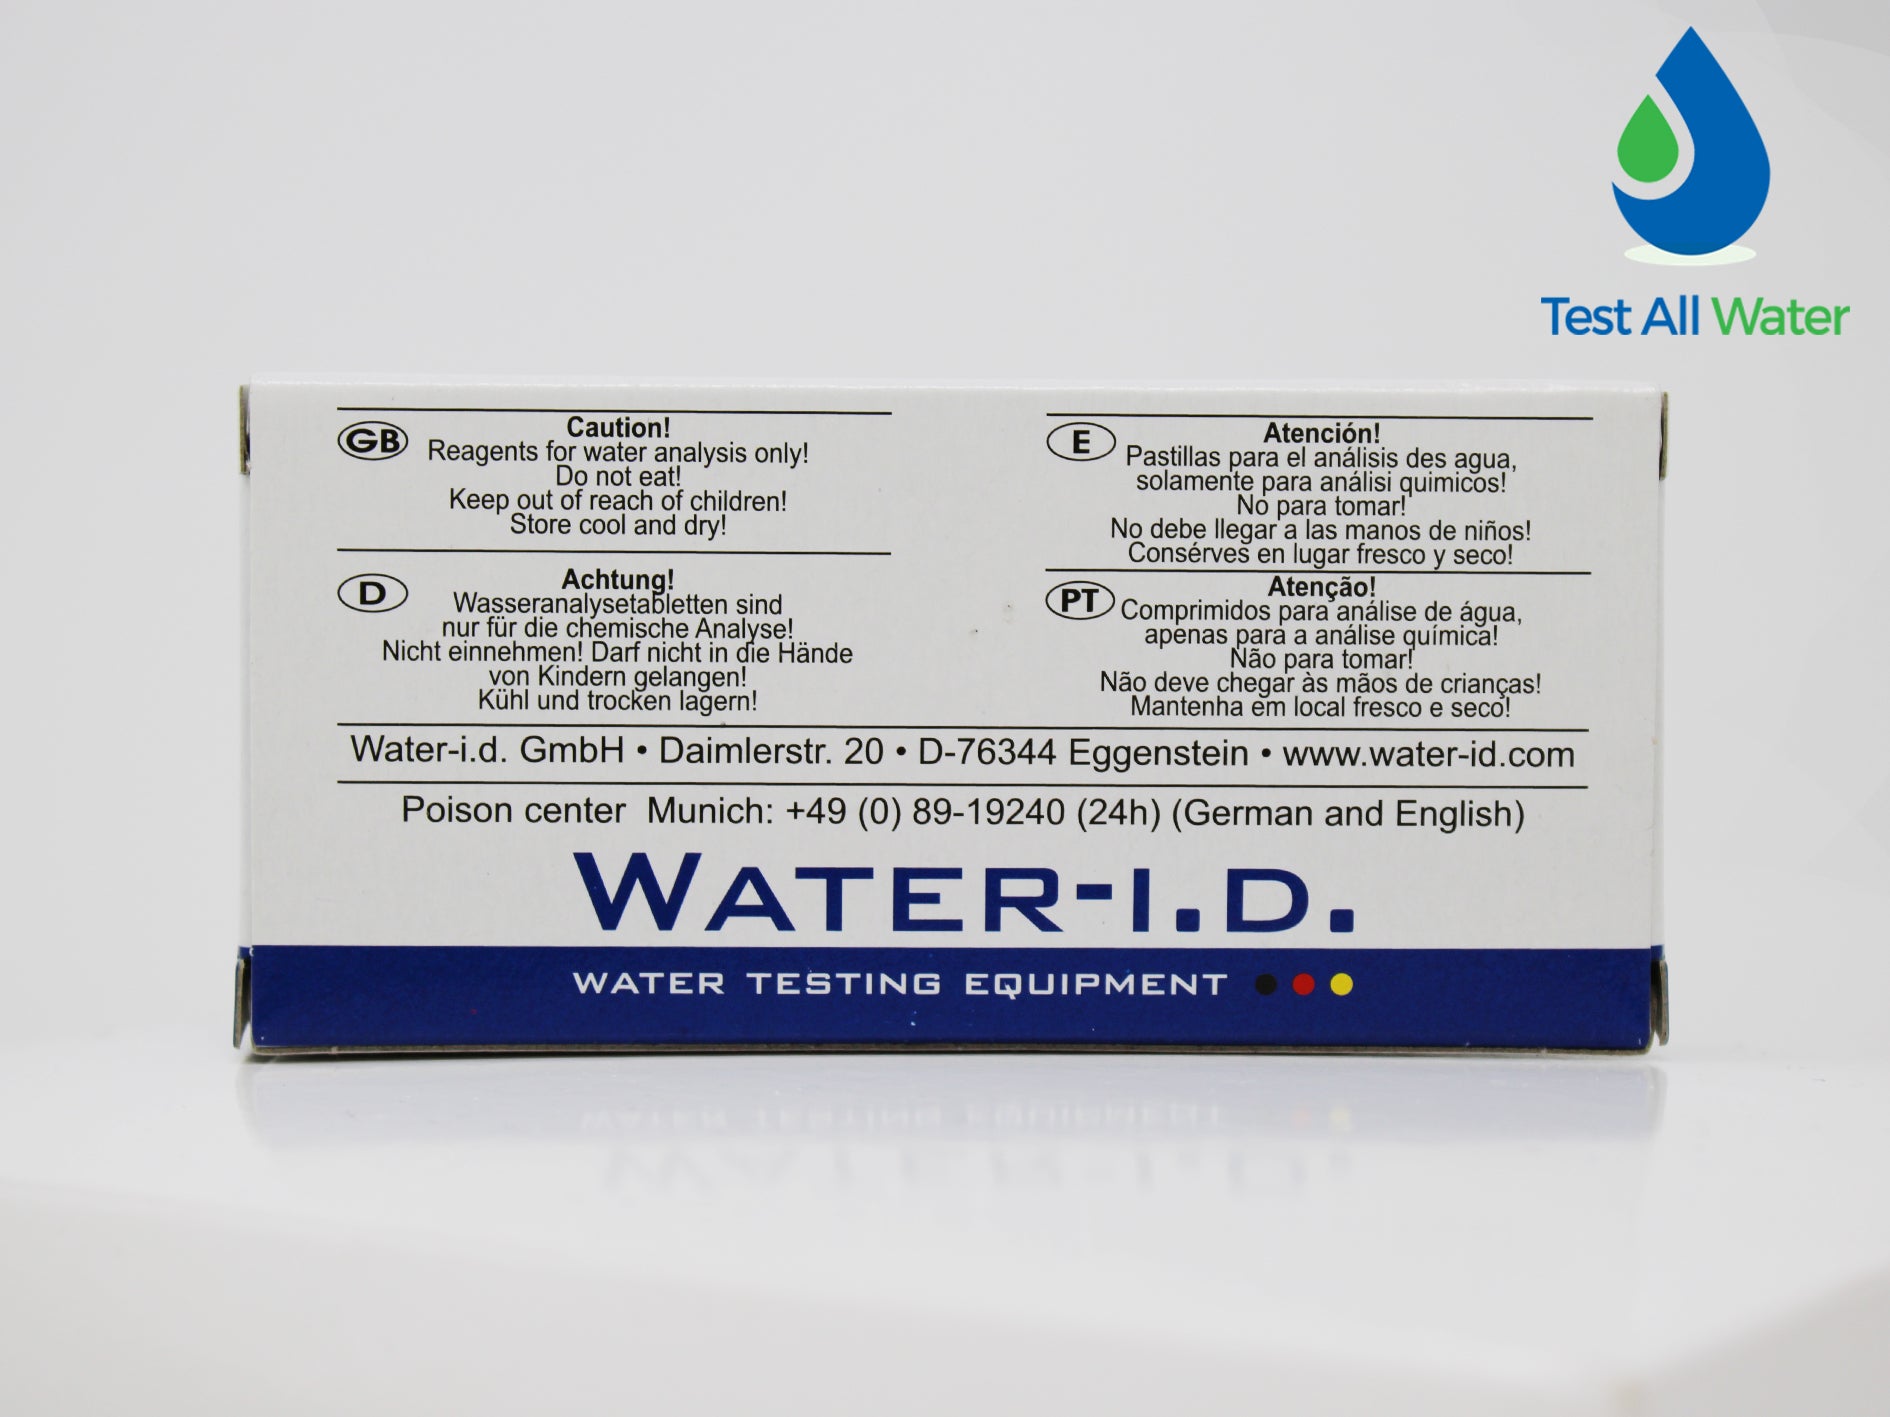 Test All Water
GB
Caution!
Reagents for water analysis only!
Do not eat!
Keep out of reach of children!
Store cool and dry!
D
Achtung!
Wasseranalysetabletten sind
nur für die chemische Analyse!
Nicht einnehmen! Darf nicht in die Hände
von Kindern gelangen!
Kühl und trocken lagern!
E
Atención!
Pastillas para el análisis des agua,
solamente para análisi quimicos!
No para tomar!
No debe llegar a las manos de niños!
Consérves en lugar fresco y seco!
PT
Atenção!
Comprimidos para análise de água,
apenas para a análise química!
Não para tomar!
Não deve chegar às mãos de crianças!
Mantenha em local fresco e seco!
Water-i.d. GmbH • Daimlerstr. 20 • D-76344 Eggenstein • www.water-id.com
Poison center Munich: +49 (0) 89-19240 (24h) (German and English)
WATER-I.D.
WATER TESTING EQUIPMENT